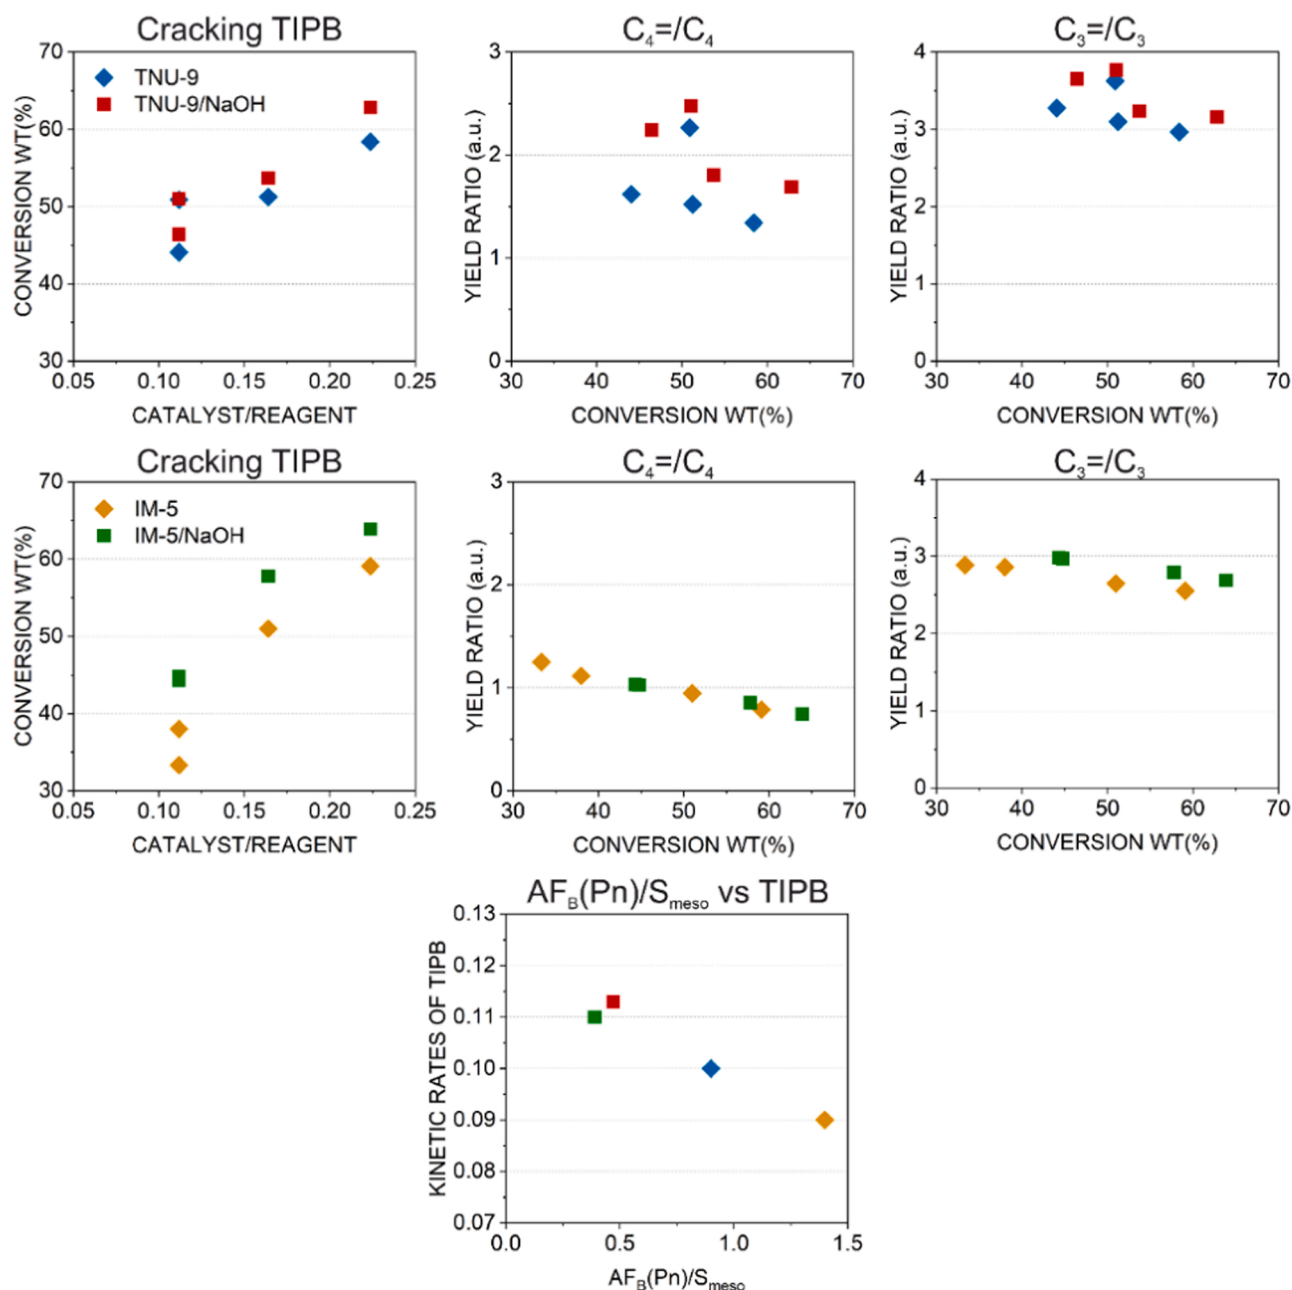 Cracking TIPB
CONVERSION WT(%)
70
60
50
40
30
TNU-9
TNU-9/NaOH
0.05 0.10 0.15 0.20 0.25
CATALYST/REAGENT
C₄=/C₄
YIELD RATIO (a.u.)
3
2
1
0
30 40 50 60 70
CONVERSION WT(%)
C₃=/C₃
YIELD RATIO (a.u.)
4
3
2
1
0
30 40 50 60 70
CONVERSION WT(%)
Cracking TIPB
CONVERSION WT(%)
70
60
50
40
30
IM-5
IM-5/NaOH
0.05 0.10 0.15 0.20 0.25
CATALYST/REAGENT
C₄=/C₄
YIELD RATIO (a.u.)
3
2
1
0
30 40 50 60 70
CONVERSION WT(%)
C₃=/C₃
YIELD RATIO (a.u.)
4
3
2
1
0
30 40 50 60 70
CONVERSION WT(%)
AF_B(Pn)/S_meso vs TIPB
KINETIC RATES OF TIPB
0.13
0.12
0.11
0.10
0.09
0.08
0.07
0.0 0.5 1.0 1.5
AF_B(Pn)/S_meso